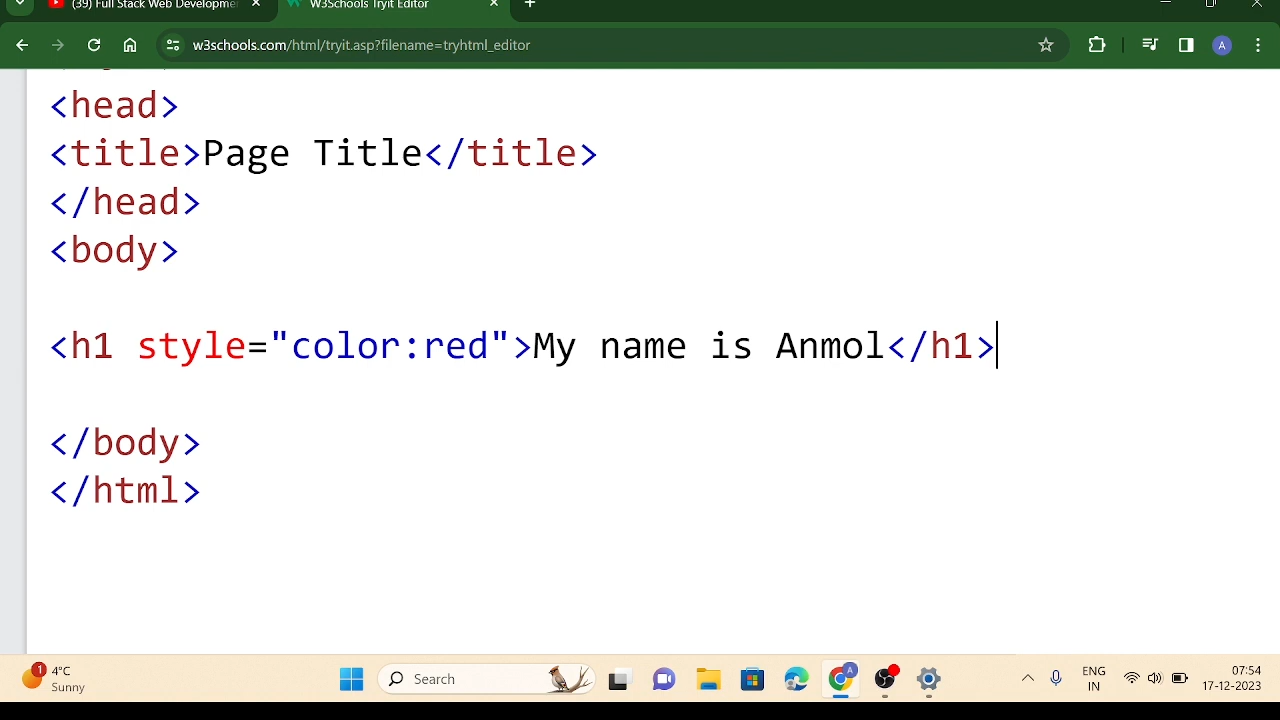 (39) Full Stack Web Developme
W3Schools Tryit Editor
w3schools.com/html/tryit.asp?filename=tryhtml_editor
A
<head>
<title>Page Title</title>
</head>
<body>
<h1 style="color:red">My name is Anmol</h1>
</body>
</html>
1
4°C
Sunny
Search
A
ENG
IN
07:54
17-12-2023